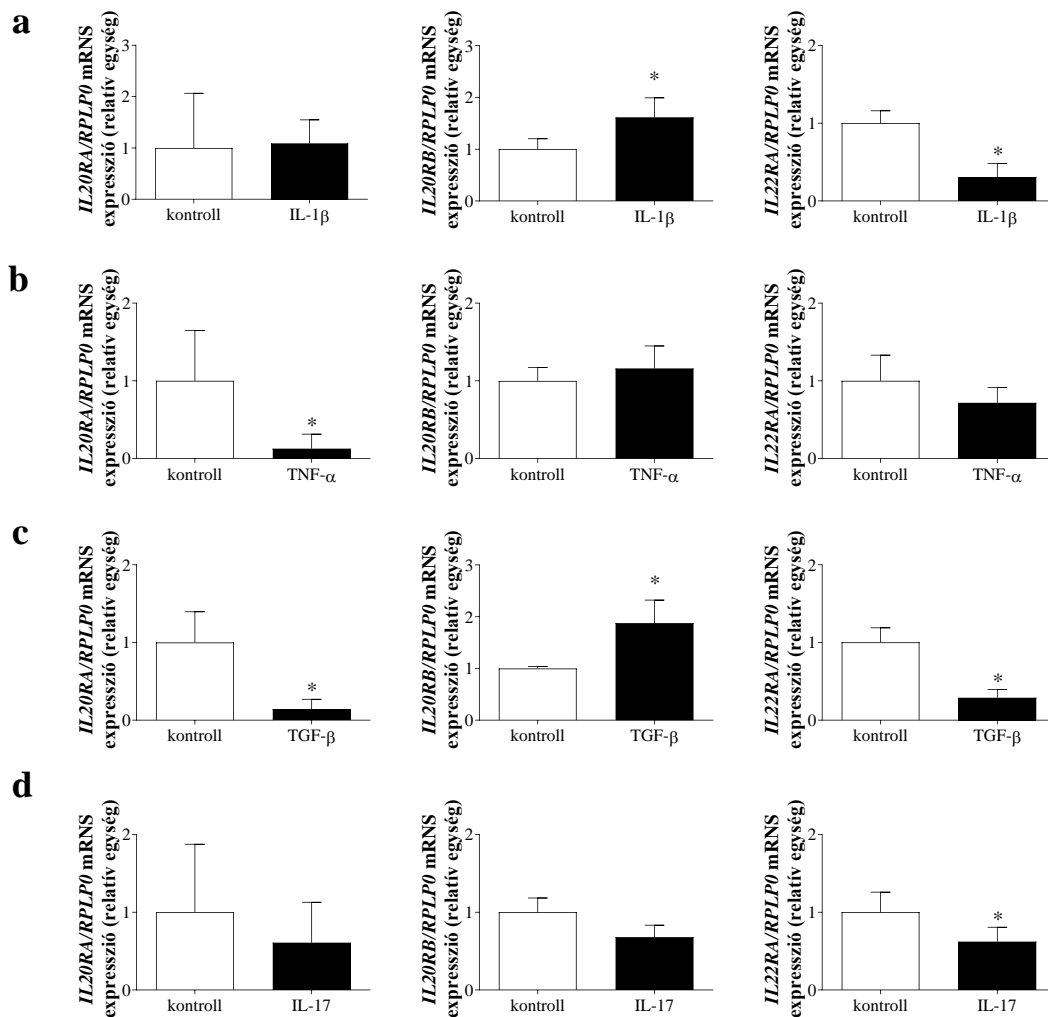 a
IL20RA/RPLP0 mRNS
expresszió (relatív egység)
3
2
1
0
kontroll IL-1β
IL20RB/RPLP0 mRNS
expresszió (relatív egység)
3
2
1
0
*
kontroll IL-1β
IL22RA/RPLP0 mRNS
expresszió (relatív egység)
2
1
0
*
kontroll IL-1β
b
IL20RA/RPLP0 mRNS
expresszió (relatív egység)
2
1
0
*
kontroll TNF-α
IL20RB/RPLP0 mRNS
expresszió (relatív egység)
2
1
0
kontroll TNF-α
IL22RA/RPLP0 mRNS
expresszió (relatív egység)
2
1
0
kontroll TNF-α
c
IL20RA/RPLP0 mRNS
expresszió (relatív egység)
2
1
0
*
kontroll TGF-β
IL20RB/RPLP0 mRNS
expresszió (relatív egység)
3
2
1
0
*
kontroll TGF-β
IL22RA/RPLP0 mRNS
expresszió (relatív egység)
2
1
0
*
kontroll TGF-β
d
IL20RA/RPLP0 mRNS
expresszió (relatív egység)
2
1
0
kontroll IL-17
IL20RB/RPLP0 mRNS
expresszió (relatív egység)
2
1
0
kontroll IL-17
IL22RA/RPLP0 mRNS
expresszió (relatív egység)
2
1
0
*
kontroll IL-17